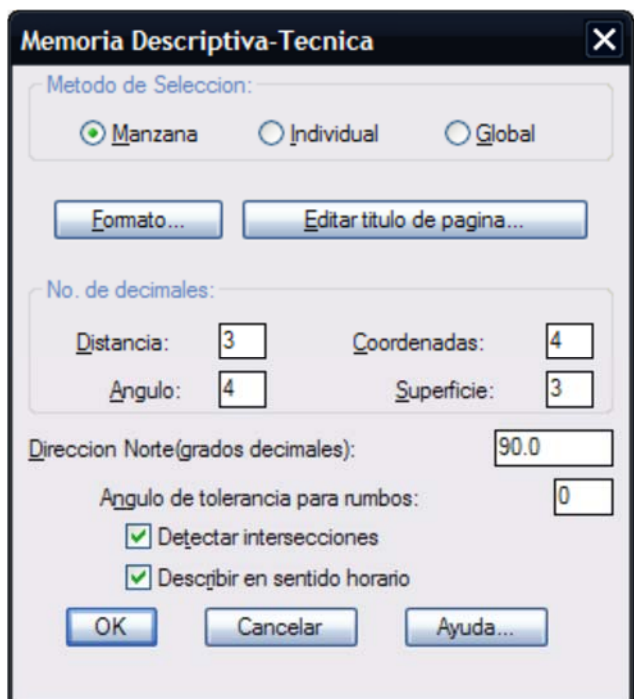 Memoria Descriptiva-Tecnica
Metodo de Seleccion:
Manzana Individual Global
Formato... Editar titulo de pagina...
No. de decimales:
Distancia: 3 Coordenadas: 4
Angulo: 4 Superficie: 3
Direccion Norte(grados decimales): 90.0
Angulo de tolerancia para rumbos: 0
Detectar intersecciones
Describir en sentido horario
OK Cancelar Ayuda...